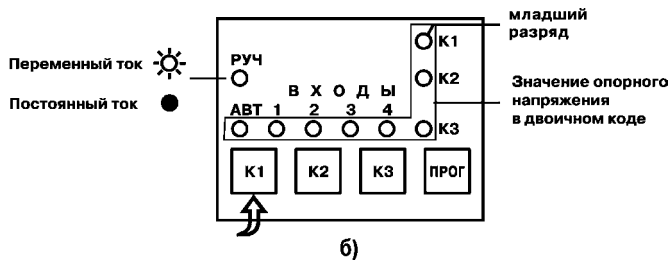 младший
разряд
К1
РУЧ
Переменный ток
К2
В Х О Д Ы
Значение опорного
напряжения
в двоичном коде
Постоянный ток
АВТ 1 2 3 4
К3
К1 К2 К3 ПРОГ
б)